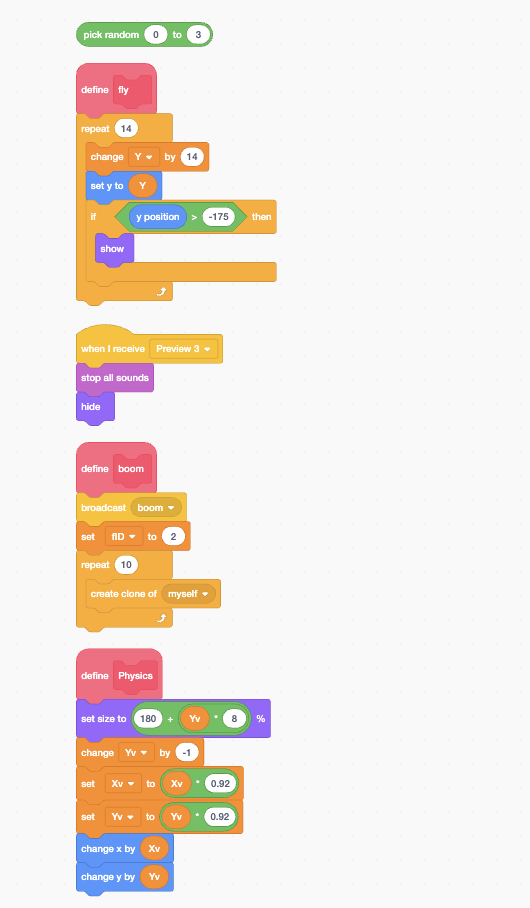 pick random 0 to 3
define fly
repeat 14
change Y by 14
set y to Y
if y position > -175 then
show
when I receive Preview 3
stop all sounds
hide
define boom
broadcast boom
set fID to 2
repeat 10
create clone of myself
define Physics
set size to 180 + Yv * 8 %
change Yv by -1
set Xv to Xv * 0.92
set Yv to Yv * 0.92
change x by Xv
change y by Yv